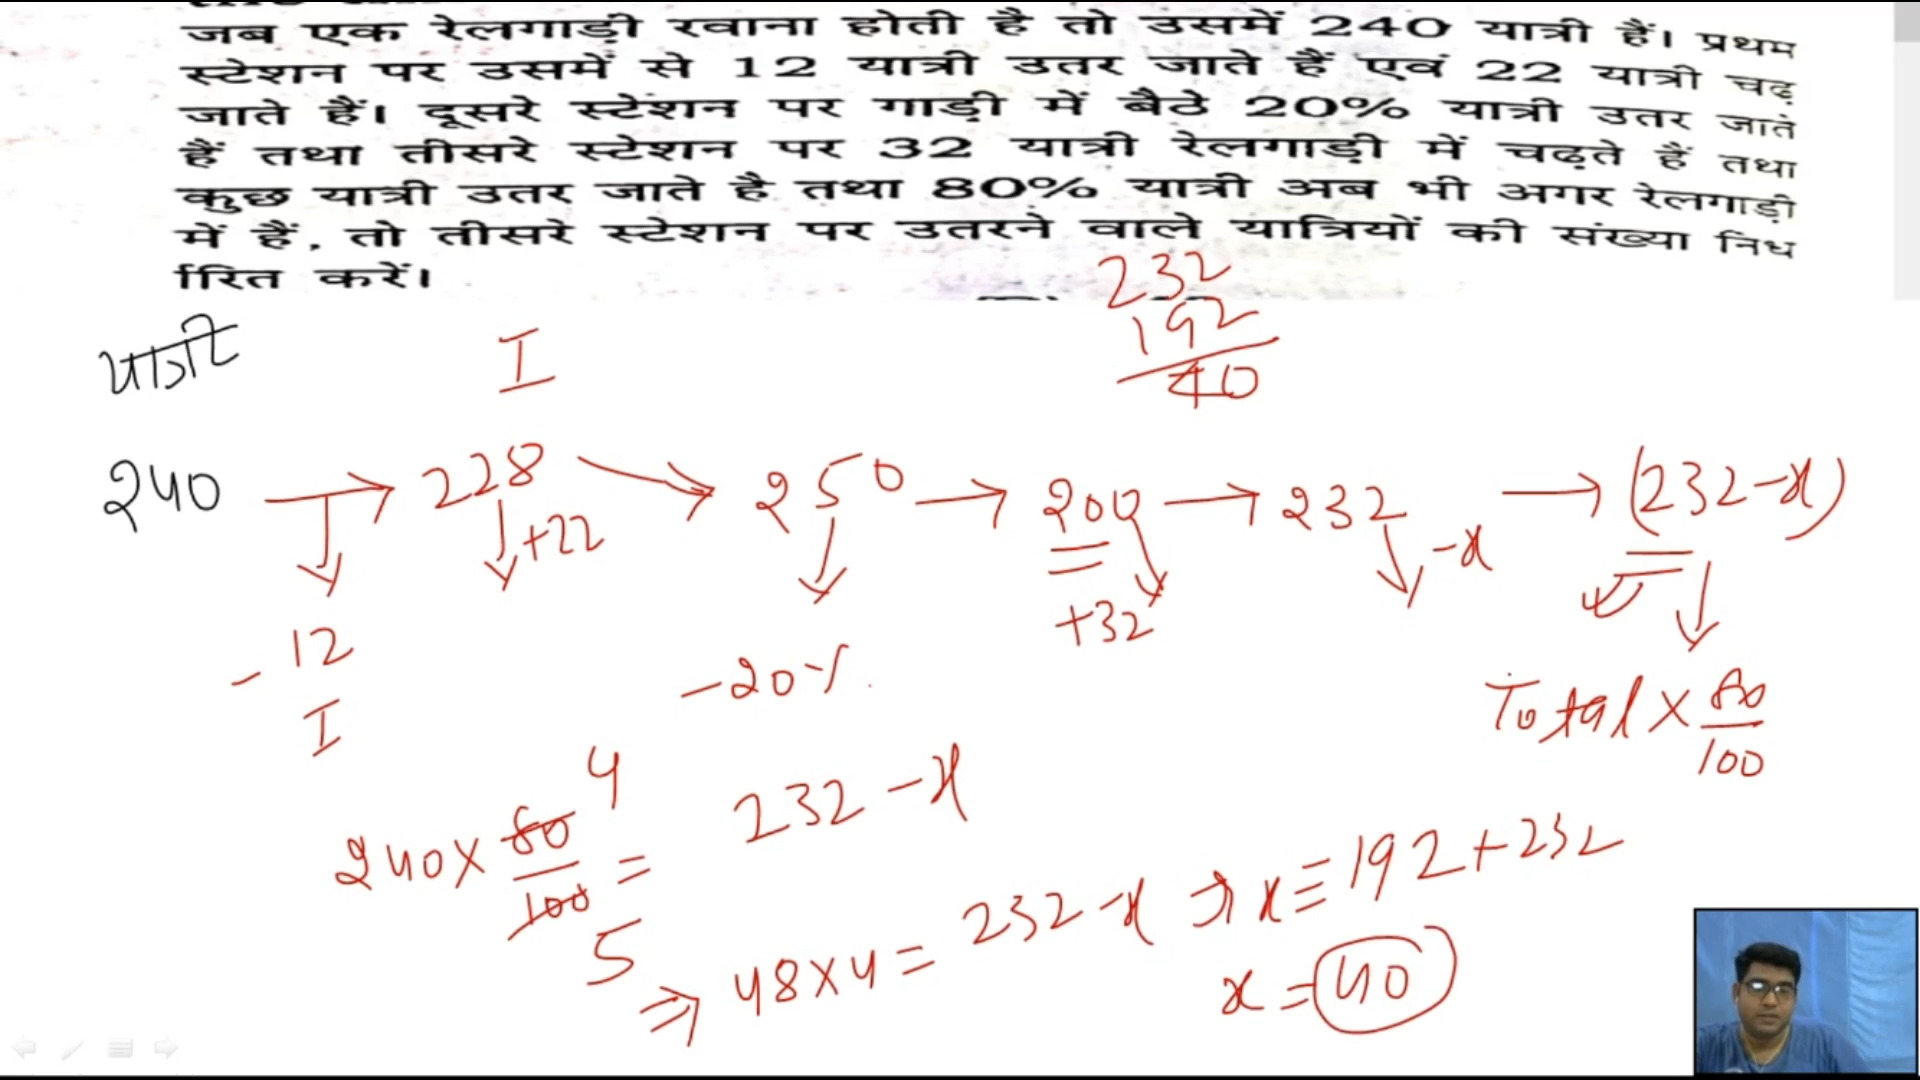 जब एक रेलगाड़ी रवाना होती है तो उसमें 240 यात्री हैं। प्रथम
स्टेशन पर उसमें से 12 यात्री उतर जाते हैं एवं 22 यात्री चढ़
जाते हैं। दूसरे स्टेशन पर गाड़ी में बैठे 20% यात्री उतर जाते
हैं तथा तीसरे स्टेशन पर 32 यात्री रेलगाड़ी में चढ़ते हैं तथा
कुछ यात्री उतर जाते है तथा 80% यात्री अब भी अगर रेलगाड़ी
में हैं, तो तीसरे स्टेशन पर उतरने वाले यात्रियों की संख्या निध
र्ारित करें।
232
192
40
I
240 → 228 → 250 → 200 → 232 → (232-x)
+22
-x
+32
- 12
-20%
I
Total × 80/100
240 × 80/100 = 232 - x
4
5
⇒ 48×4 = 232-x ⇒ x = 192+232
x = 40